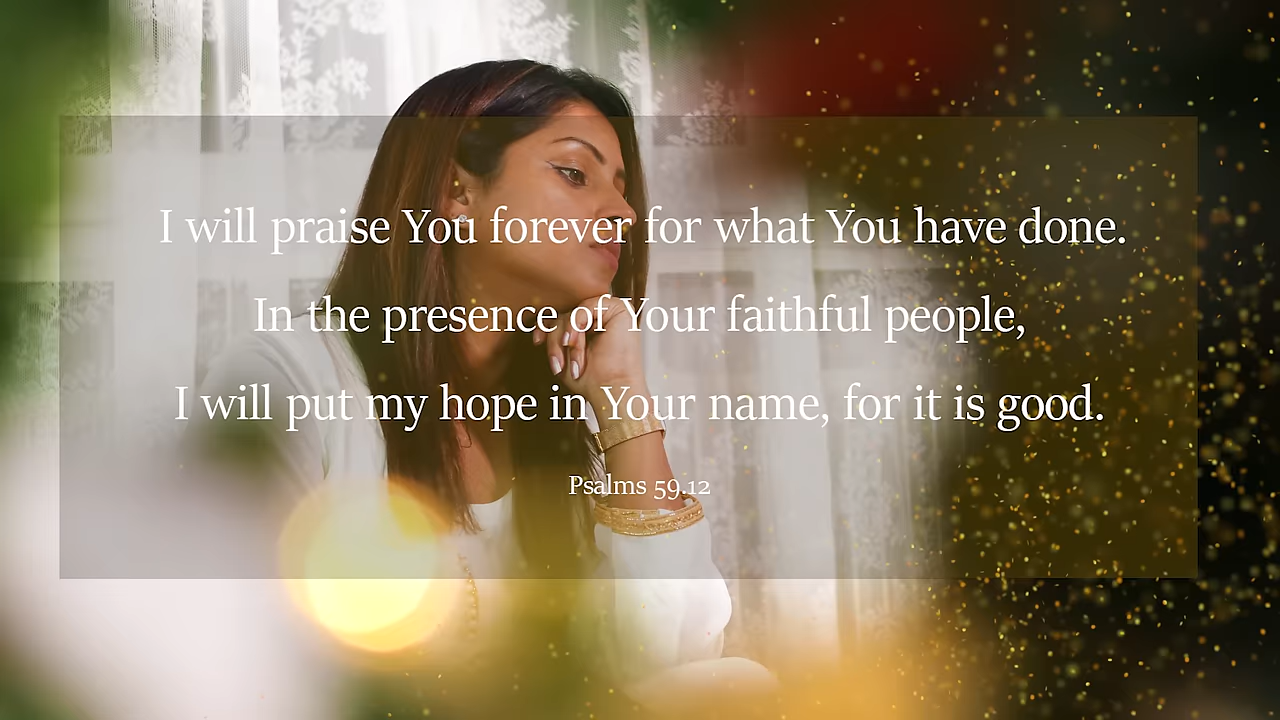 I will praise You forever for what You have done.
In the presence of Your faithful people,
I will put my hope in Your name, for it is good.
Psalms 59.12